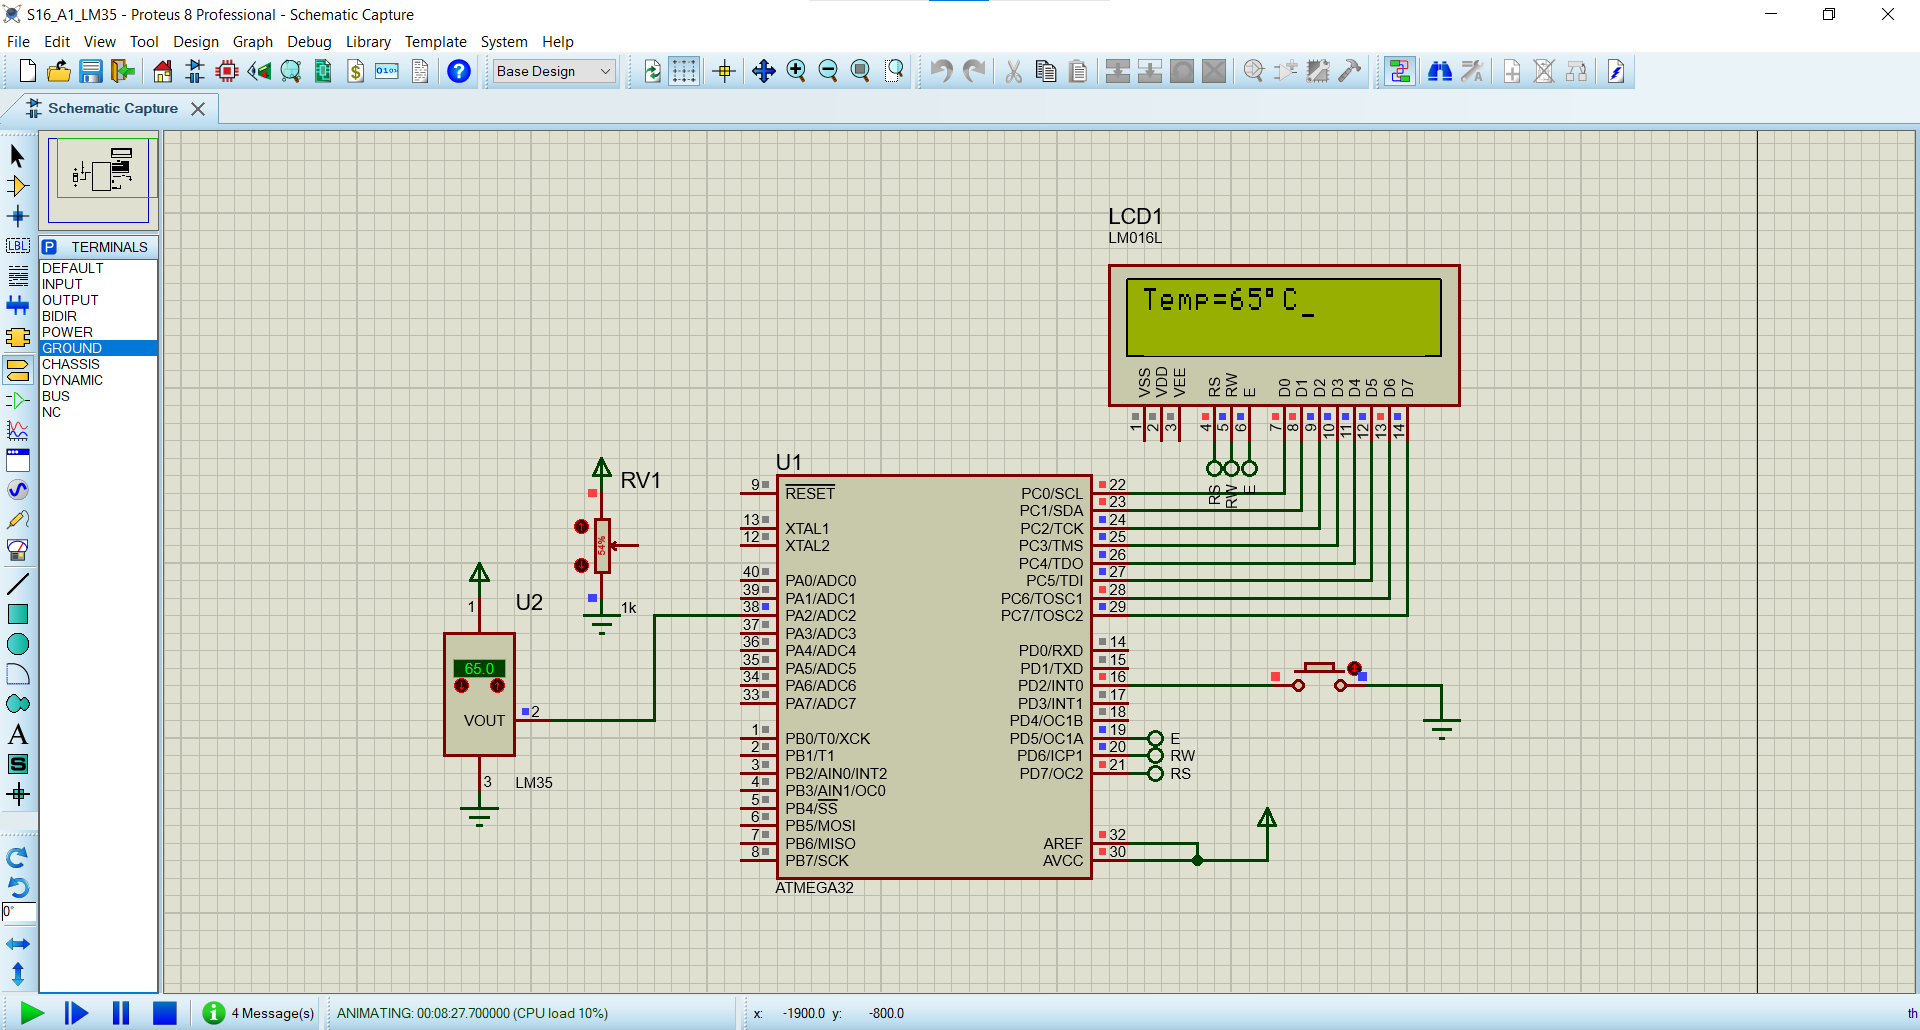 S16_A1_LM35 - Proteus 8 Professional - Schematic Capture
File Edit View Tool Design Graph Debug Library Template System Help
Base Design
Schematic Capture
LBL
P TERMINALS
DEFAULT
INPUT
OUTPUT
BIDIR
POWER
GROUND
CHASSIS
DYNAMIC
BUS
NC
A
S
0°
LCD1
LM016L
Temp=65°C_
VSS VDD VEE RS RW E D0 D1 D2 D3 D4 D5 D6 D7
1 2 3 4 5 6 7 8 9 10 11 12 13 14
RS RW E
RV1
54%
1k
U2
1
65.0
VOUT 2
3
LM35
U1
9 RESET PC0/SCL 22
PC1/SDA 23
13 XTAL1 PC2/TCK 24
12 XTAL2 PC3/TMS 25
PC4/TDO 26
40 PA0/ADC0 PC5/TDI 27
39 PA1/ADC1 PC6/TOSC1 28
38 PA2/ADC2 PC7/TOSC2 29
37 PA3/ADC3
36 PA4/ADC4 PD0/RXD 14
35 PA5/ADC5 PD1/TXD 15
34 PA6/ADC6 PD2/INT0 16
33 PA7/ADC7 PD3/INT1 17
PD4/OC1B 18
1 PB0/T0/XCK PD5/OC1A 19 E
2 PB1/T1 PD6/ICP1 20 RW
3 PB2/AIN0/INT2 PD7/OC2 21 RS
4 PB3/AIN1/OC0
5 PB4/SS
6 PB5/MOSI
7 PB6/MISO AREF 32
8 PB7/SCK AVCC 30
ATMEGA32
4 Message(s) ANIMATING: 00:08:27.700000 (CPU load 10%) x: -1900.0 y: -800.0 th